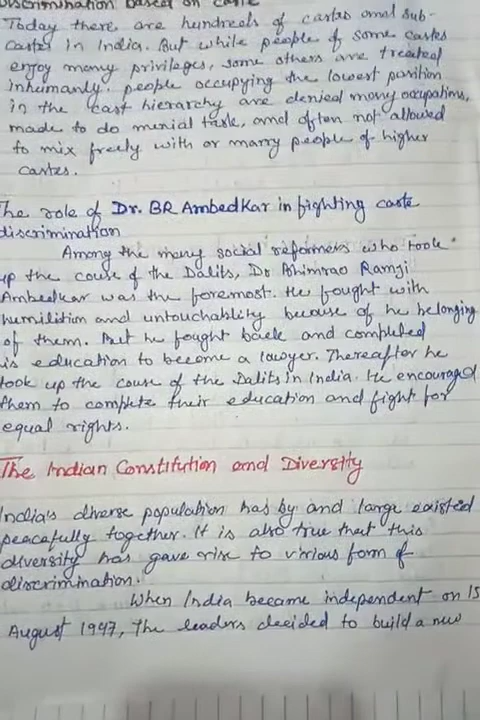 Discrimination based on caste
Today there are hundreds of castes and sub-
castes in India. But while people of some castes
enjoy many privileges, some others are treated
inhumanly. people occupying the lowest position
in the cast hierarchy are denied many occupations,
made to do menial task, and often not allowed
to mix freely with or marry people of higher
castes.
The role of Dr. BR Ambedkar in fighting caste
discrimination
Among the many social reformers who took
up the couse of the Dalits, Dr Bhimrao Ramji
Ambedkar was the foremost. He fought with
humilition and untouchability because of he belonging
of them. But he fought back and completed
is education to become a lawyer. Thereafter he
took up the couse of the Dalits in India. He encouraged
them to complete their education and fight for
equal rights.
The Indian Constitution and Diversity
India's diverse population has by and large existed
peacefully together. It is also true that this
diversity has gave rise to virious form of
discrimination.
When India became independent on 15
August 1947, The leaders decided to build a new